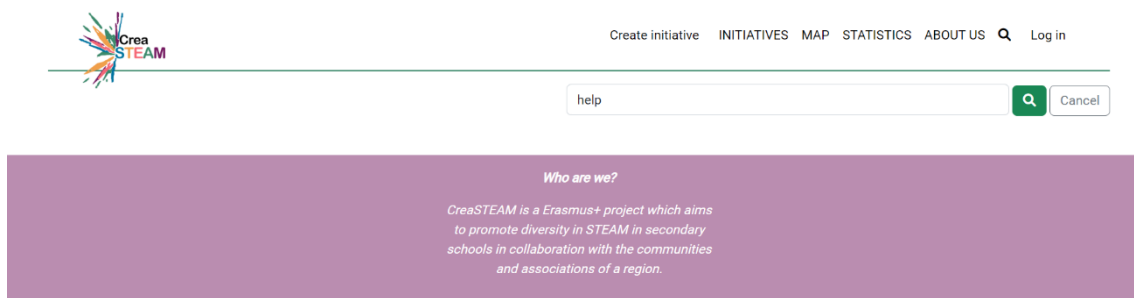 Crea
STEAM
Create initiative INITIATIVES MAP STATISTICS ABOUT US Log in
help Cancel
Who are we?
CreaSTEAM is a Erasmus+ project which aims
to promote diversity in STEAM in secondary
schools in collaboration with the communities
and associations of a region.